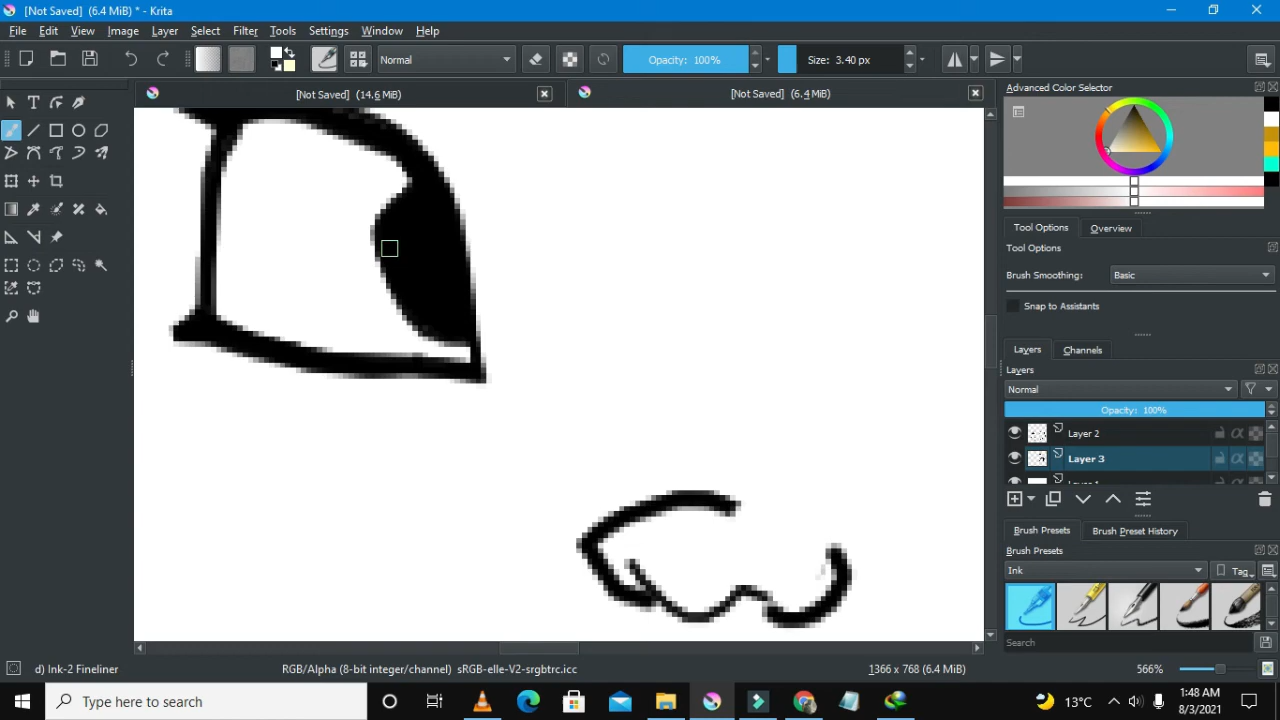 [Not Saved] (6.4 MiB) * - Krita
File Edit View Image Layer Select Filter Tools Settings Window Help
Normal
Opacity: 100%
Size: 3.40 px
[Not Saved] (14.6 MiB)
[Not Saved] (6.4 MiB)
Advanced Color Selector
Tool Options Overview
Tool Options
Brush Smoothing: Basic
Snap to Assistants
Layers Channels
Layers
Normal
Opacity: 100%
Layer 2
Layer 3
Layer 1
Brush Presets Brush Preset History
Brush Presets
Ink Tag
Search
d) Ink-2 Fineliner
RGB/Alpha (8-bit integer/channel) sRGB-elle-V2-srgbtrc.icc
1366 x 768 (6.4 MiB)
566%
Type here to search
13°C
1:48 AM
8/3/2021